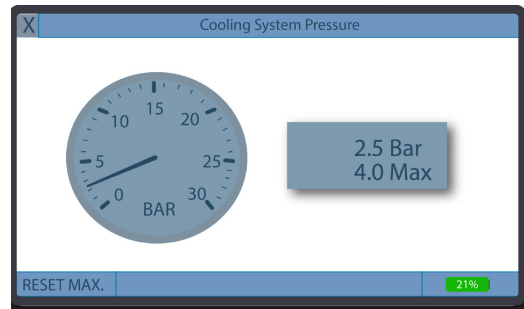 X
Cooling System Pressure
15
10
20
5
25
0
30
BAR
2.5 Bar
4.0 Max
RESET MAX.
21%